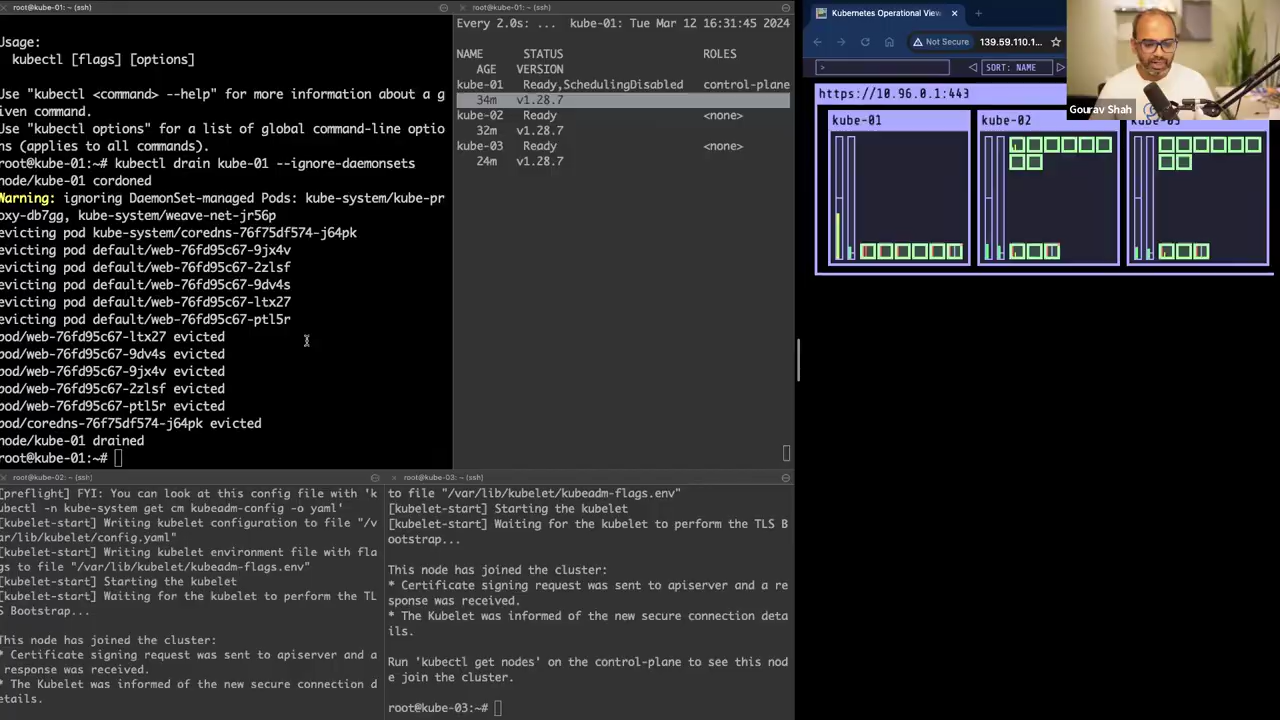 root@kube-01: ~ (ssh)
Usage:
kubectl [flags] [options]
Use "kubectl <command> --help" for more information about a g
iven command.
Use "kubectl options" for a list of global command-line optio
ns (applies to all commands).
root@kube-01:~# kubectl drain kube-01 --ignore-daemonsets
node/kube-01 cordoned
Warning: ignoring DaemonSet-managed Pods: kube-system/kube-pr
oxy-db7gg, kube-system/weave-net-jr56p
evicting pod kube-system/coredns-76f75df574-j64pk
evicting pod default/web-76fd95c67-9jx4v
evicting pod default/web-76fd95c67-2zlsf
evicting pod default/web-76fd95c67-9dv4s
evicting pod default/web-76fd95c67-ltx27
evicting pod default/web-76fd95c67-ptl5r
pod/web-76fd95c67-ltx27 evicted
pod/web-76fd95c67-9dv4s evicted
pod/web-76fd95c67-9jx4v evicted
pod/web-76fd95c67-2zlsf evicted
pod/web-76fd95c67-ptl5r evicted
pod/coredns-76f75df574-j64pk evicted
node/kube-01 drained
root@kube-01:~#
root@kube-01: ~ (ssh)
Every 2.0s: ... kube-01: Tue Mar 12 16:31:45 2024
NAME STATUS ROLES
AGE VERSION
kube-01 Ready,SchedulingDisabled control-plane
34m v1.28.7
kube-02 Ready <none>
32m v1.28.7
kube-03 Ready <none>
24m v1.28.7
root@kube-02: ~ (ssh)
[preflight] FYI: You can look at this config file with 'k
ubectl -n kube-system get cm kubeadm-config -o yaml'
[kubelet-start] Writing kubelet configuration to file "/v
ar/lib/kubelet/config.yaml"
[kubelet-start] Writing kubelet environment file with fla
gs to file "/var/lib/kubelet/kubeadm-flags.env"
[kubelet-start] Starting the kubelet
[kubelet-start] Waiting for the kubelet to perform the TL
S Bootstrap...
This node has joined the cluster:
* Certificate signing request was sent to apiserver and a
response was received.
* The Kubelet was informed of the new secure connection d
etails.
root@kube-03: ~ (ssh)
to file "/var/lib/kubelet/kubeadm-flags.env"
[kubelet-start] Starting the kubelet
[kubelet-start] Waiting for the kubelet to perform the TLS B
ootstrap...
This node has joined the cluster:
* Certificate signing request was sent to apiserver and a re
sponse was received.
* The Kubelet was informed of the new secure connection deta
ils.
Run 'kubectl get nodes' on the control-plane to see this nod
e join the cluster.
root@kube-03:~#
Kubernetes Operational View
Not Secure 139.59.110.1...
> SORT: NAME
https://10.96.0.1:443
kube-01
kube-02
Gourav Shah